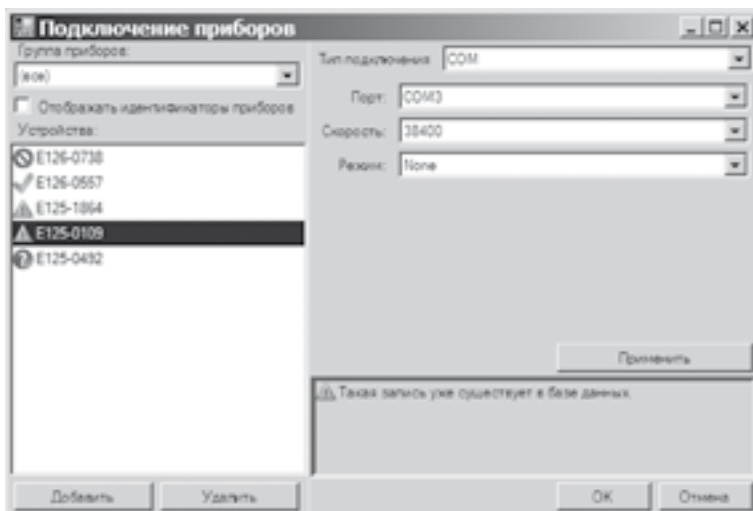 Подключение приборов
Группа приборов:
(все)
Отображать идентификаторы приборов
Устройства:
E126-0738
E126-0557
E125-1864
E125-0109
E125-0492
Добавить
Удалить
Тип подключения: COM
Порт: COM3
Скорость: 38400
Режим: None
Применить
Такая запись уже существует в базе данных.
OK
Отмена